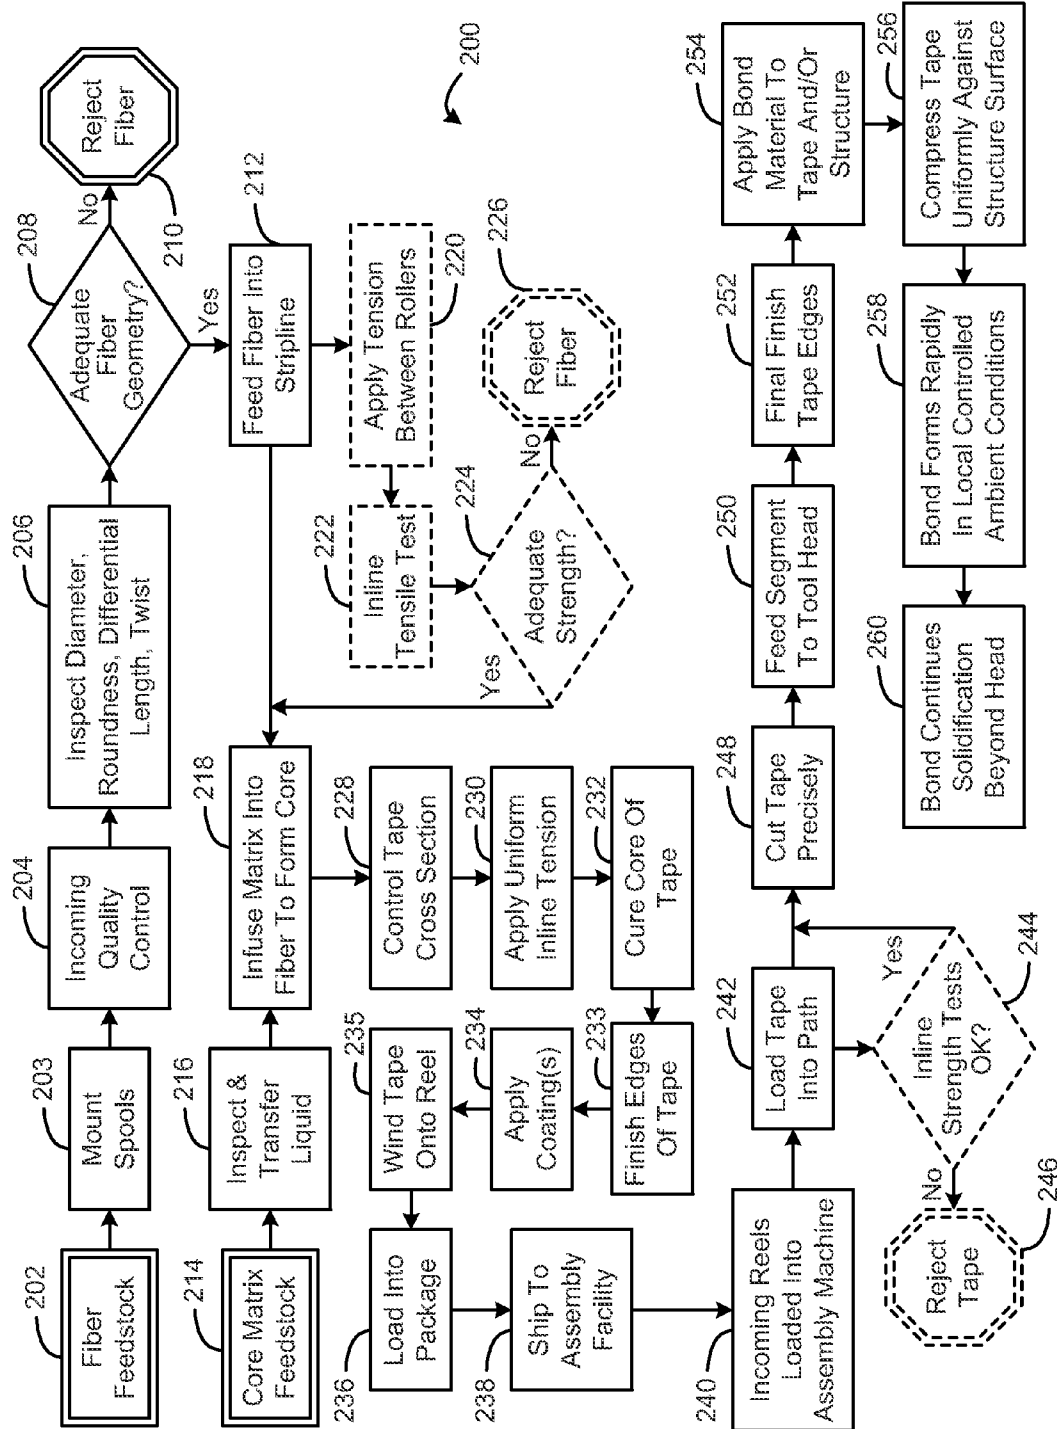 200
202
Fiber
Feedstock
203
Mount
Spools
204
Incoming
Quality
Control
206
Inspect Diameter,
Roundness, Differential
Length, Twist
208
Adequate
Fiber
Geometry?
No
Yes
210
Reject
Fiber
212
Feed Fiber Into
Stripline
214
Core Matrix
Feedstock
216
Inspect &
Transfer
Liquid
218
Infuse Matrix Into
Fiber To Form Core
220
Apply Tension
Between Rollers
222
Inline
Tensile Test
224
Adequate
Strength?
No
Yes
226
Reject
Fiber
228
Control Tape
Cross Section
230
Apply Uniform
Inline Tension
232
Cure Core Of
Tape
233
Finish Edges
Of Tape
234
Apply
Coating(s)
235
Wind Tape
Onto Reel
236
Load Into
Package
238
Ship To
Assembly
Facility
240
Incoming Reels
Loaded Into
Assembly Machine
242
Load Tape
Into Path
244
Inline
Strength Tests
OK?
Yes
No
246
Reject
Tape
248
Cut Tape
Precisely
250
Feed Segment
To Tool Head
252
Final Finish
Tape Edges
254
Apply Bond
Material To
Tape And/Or
Structure
256
Compress Tape
Uniformly Against
Structure Surface
258
Bond Forms Rapidly
In Local Controlled
Ambient Conditions
260
Bond Continues
Solidification
Beyond Head